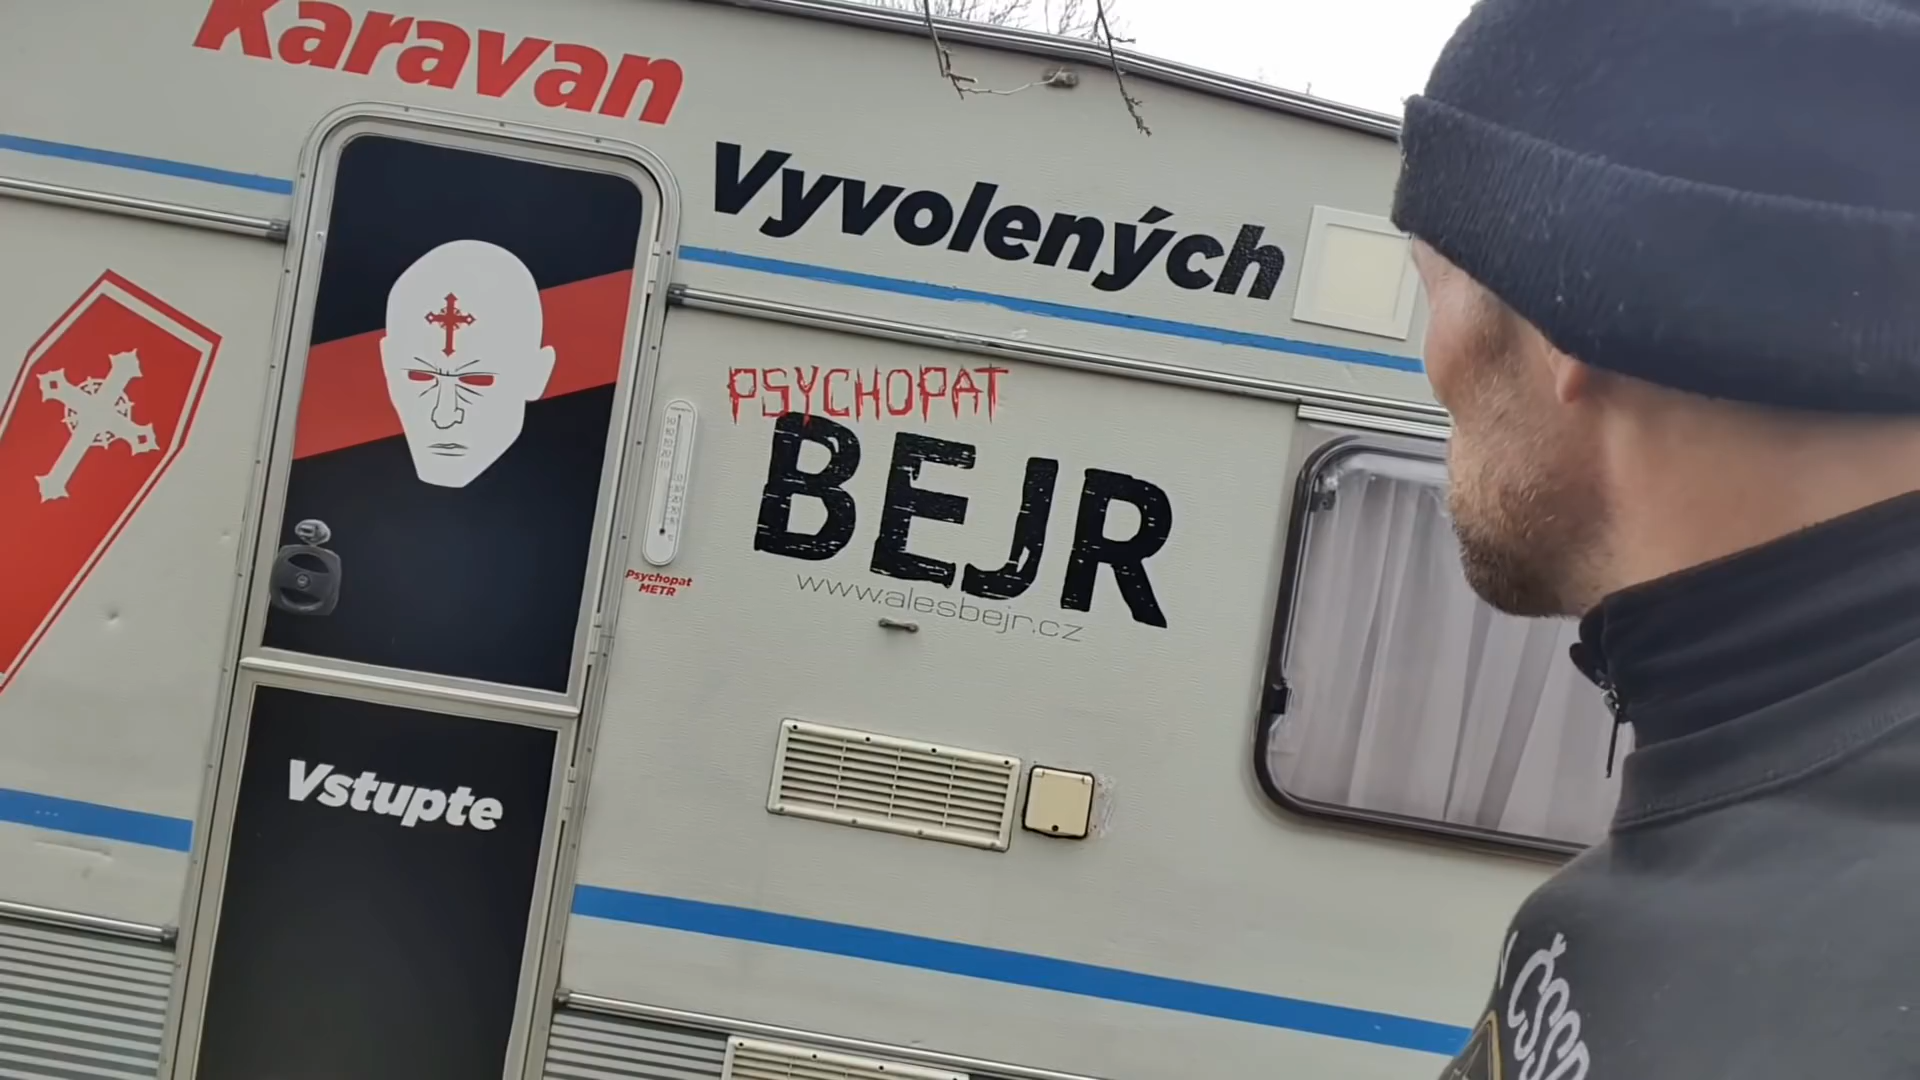 Karavan
Vyvolených
PSYCHOPAT
BEJR
www.alesbejr.cz
Psychopat
METR
Vstupte